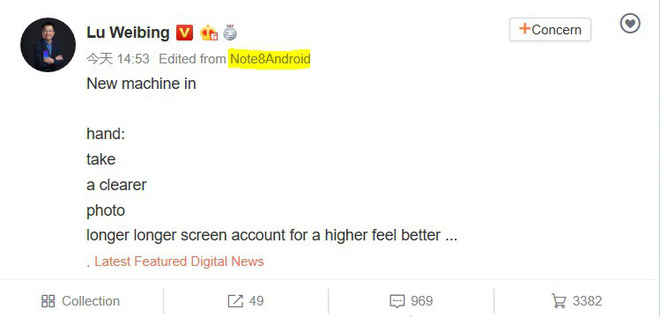 Lu Weibing
今天 14:53 Edited from Note8Android
+Concern
New machine in
hand:
take
a clearer
photo
longer longer screen account for a higher feel better ...
. Latest Featured Digital News
Collection 49 969 3382